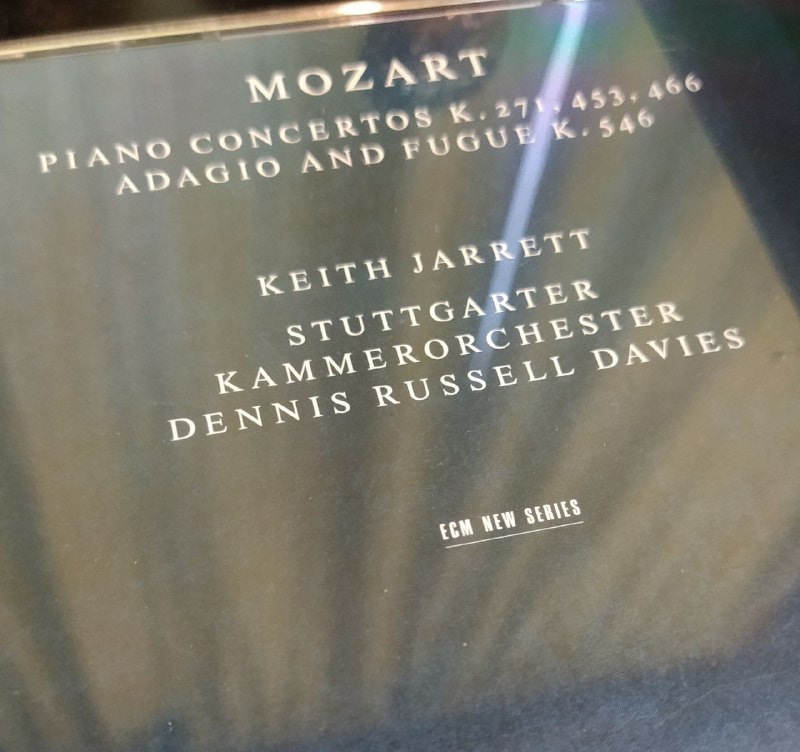 MOZART
PIANO CONCERTOS K. 271, 453, 466
ADAGIO AND FUGUE K. 546
KEITH JARRETT
STUTTGARTER
KAMMERORCHESTER
DENNIS RUSSELL DAVIES
ECM NEW SERIES